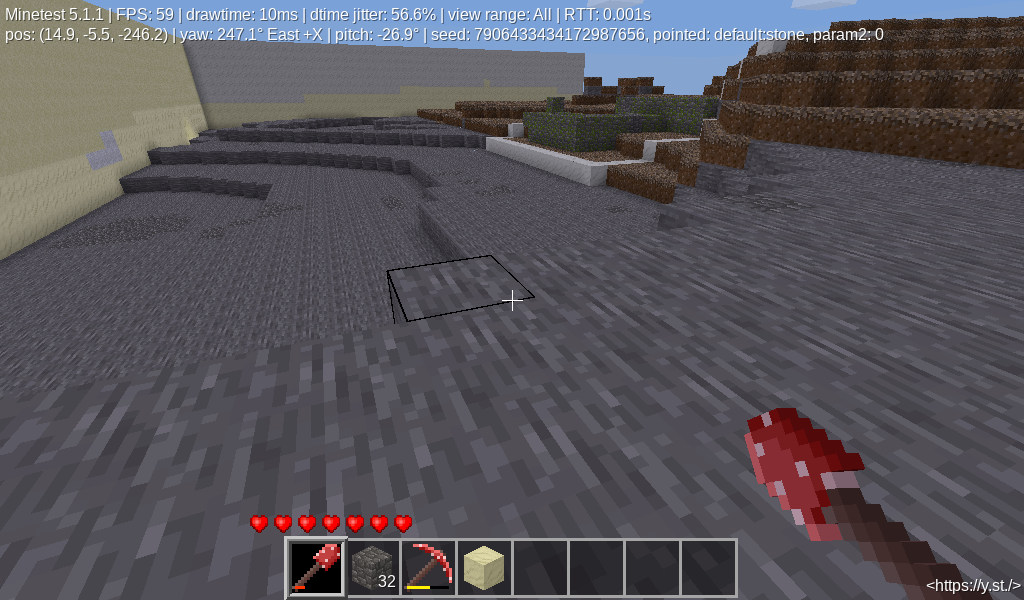 Minetest 5.1.1 | FPS: 59 | drawtime: 10ms | dtime jitter: 56.6% | view range: All | RTT: 0.001s
pos: (14.9, -5.5, -246.2) | yaw: 247.1° East +X | pitch: -26.9° | seed: 7906433434172987656, pointed: default:stone, param2: 0
32
<https://y.st./>